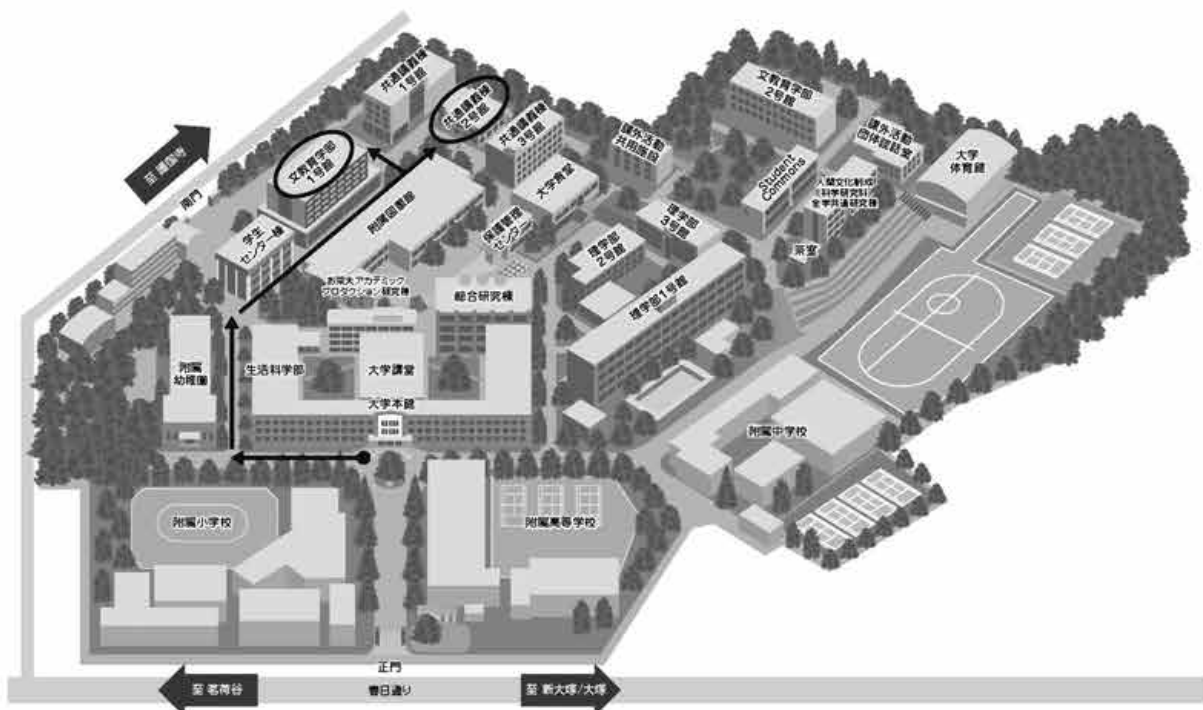 共通講義棟
1号館
共通講義棟
2号館
共通講義棟
3号館
文教育学部
1号館
文教育学部
2号館
課外活動
共用施設
課外活動
団体談話室
大学
体育館
Student
Commons
人間文化創成
科学研究科
全学共通研究棟
茶室
至 護国寺
南門
学生
センター棟
附属図書館
大学食堂
保健管理
センター
理学部
3号館
理学部
2号館
理学部1号館
お茶大アカデミック
プロダクション研究棟
総合研究棟
附属
幼稚園
生活科学部
大学講堂
大学本館
附属中学校
附属小学校
附属高等学校
正門
至 茗荷谷
春日通り
至 新大塚/大塚